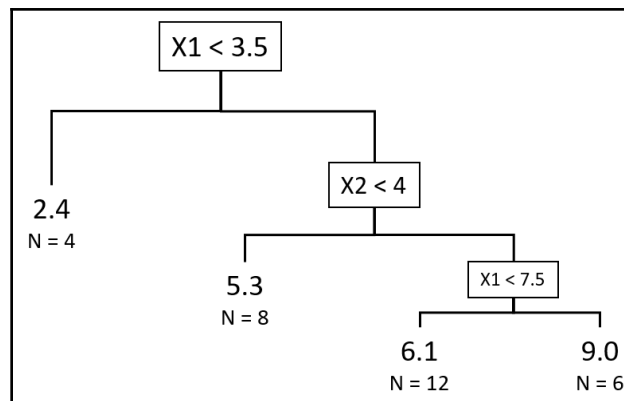 X1 < 3.5
X2 < 4
2.4
N = 4
5.3
N = 8
X1 < 7.5
6.1
N = 12
9.0
N = 6